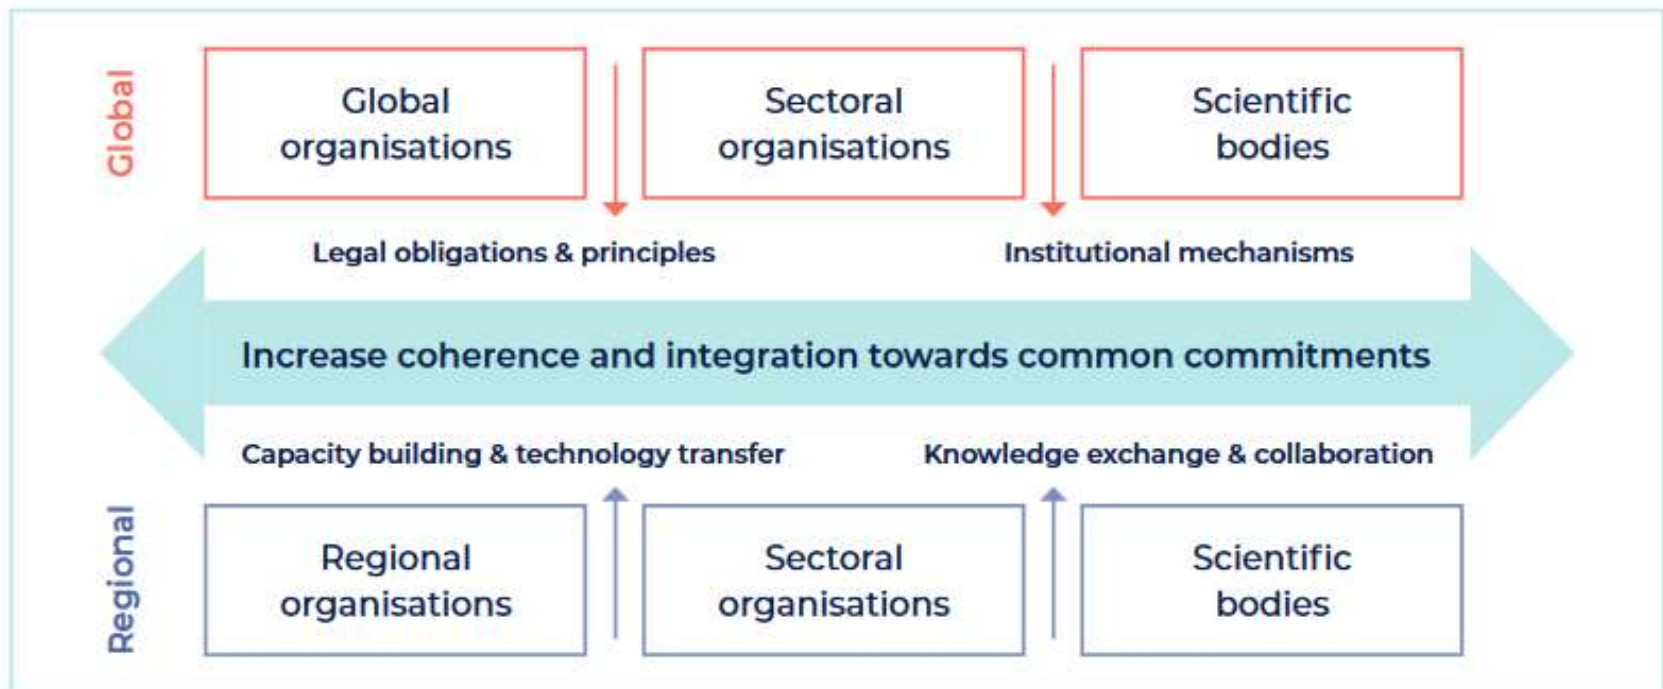 Global
Global
organisations
Sectoral
organisations
Scientific
bodies
Legal obligations & principles
Institutional mechanisms
Increase coherence and integration towards common commitments
Capacity building & technology transfer
Knowledge exchange & collaboration
Regional
Regional
organisations
Sectoral
organisations
Scientific
bodies